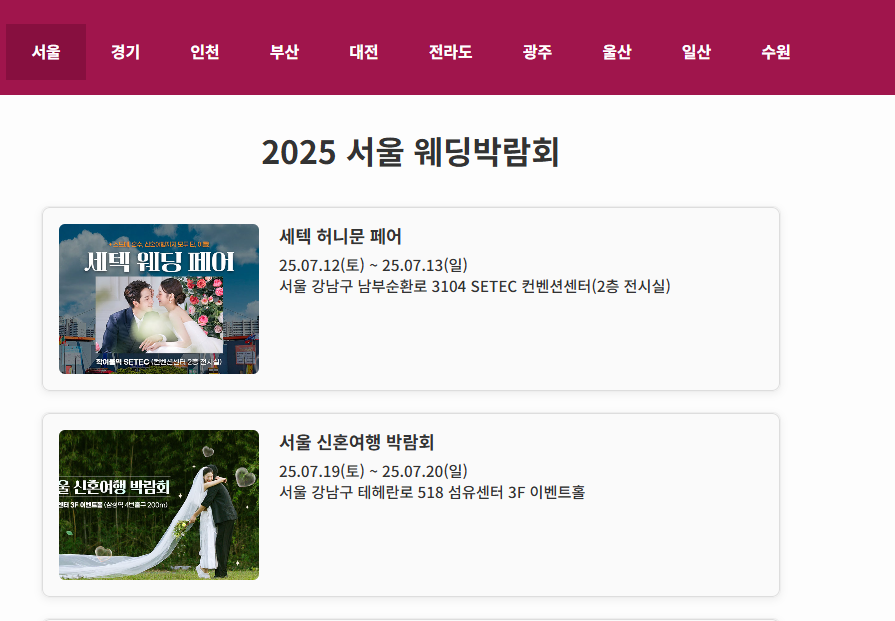 서울 경기 인천 부산 대전 전라도 광주 울산 일산 수원
2025 서울 웨딩박람회
세텍 웨딩 페어
학여울역 SETEC (컨벤션센터 2층 전시실)
세텍 허니문 페어
25.07.12(토) ~ 25.07.13(일)
서울 강남구 남부순환로 3104 SETEC 컨벤션센터(2층 전시실)
울 신혼여행 박람회
센터 3F 이벤트홀 (삼성역 4번출구 200m)
서울 신혼여행 박람회
25.07.19(토) ~ 25.07.20(일)
서울 강남구 테헤란로 518 섬유센터 3F 이벤트홀